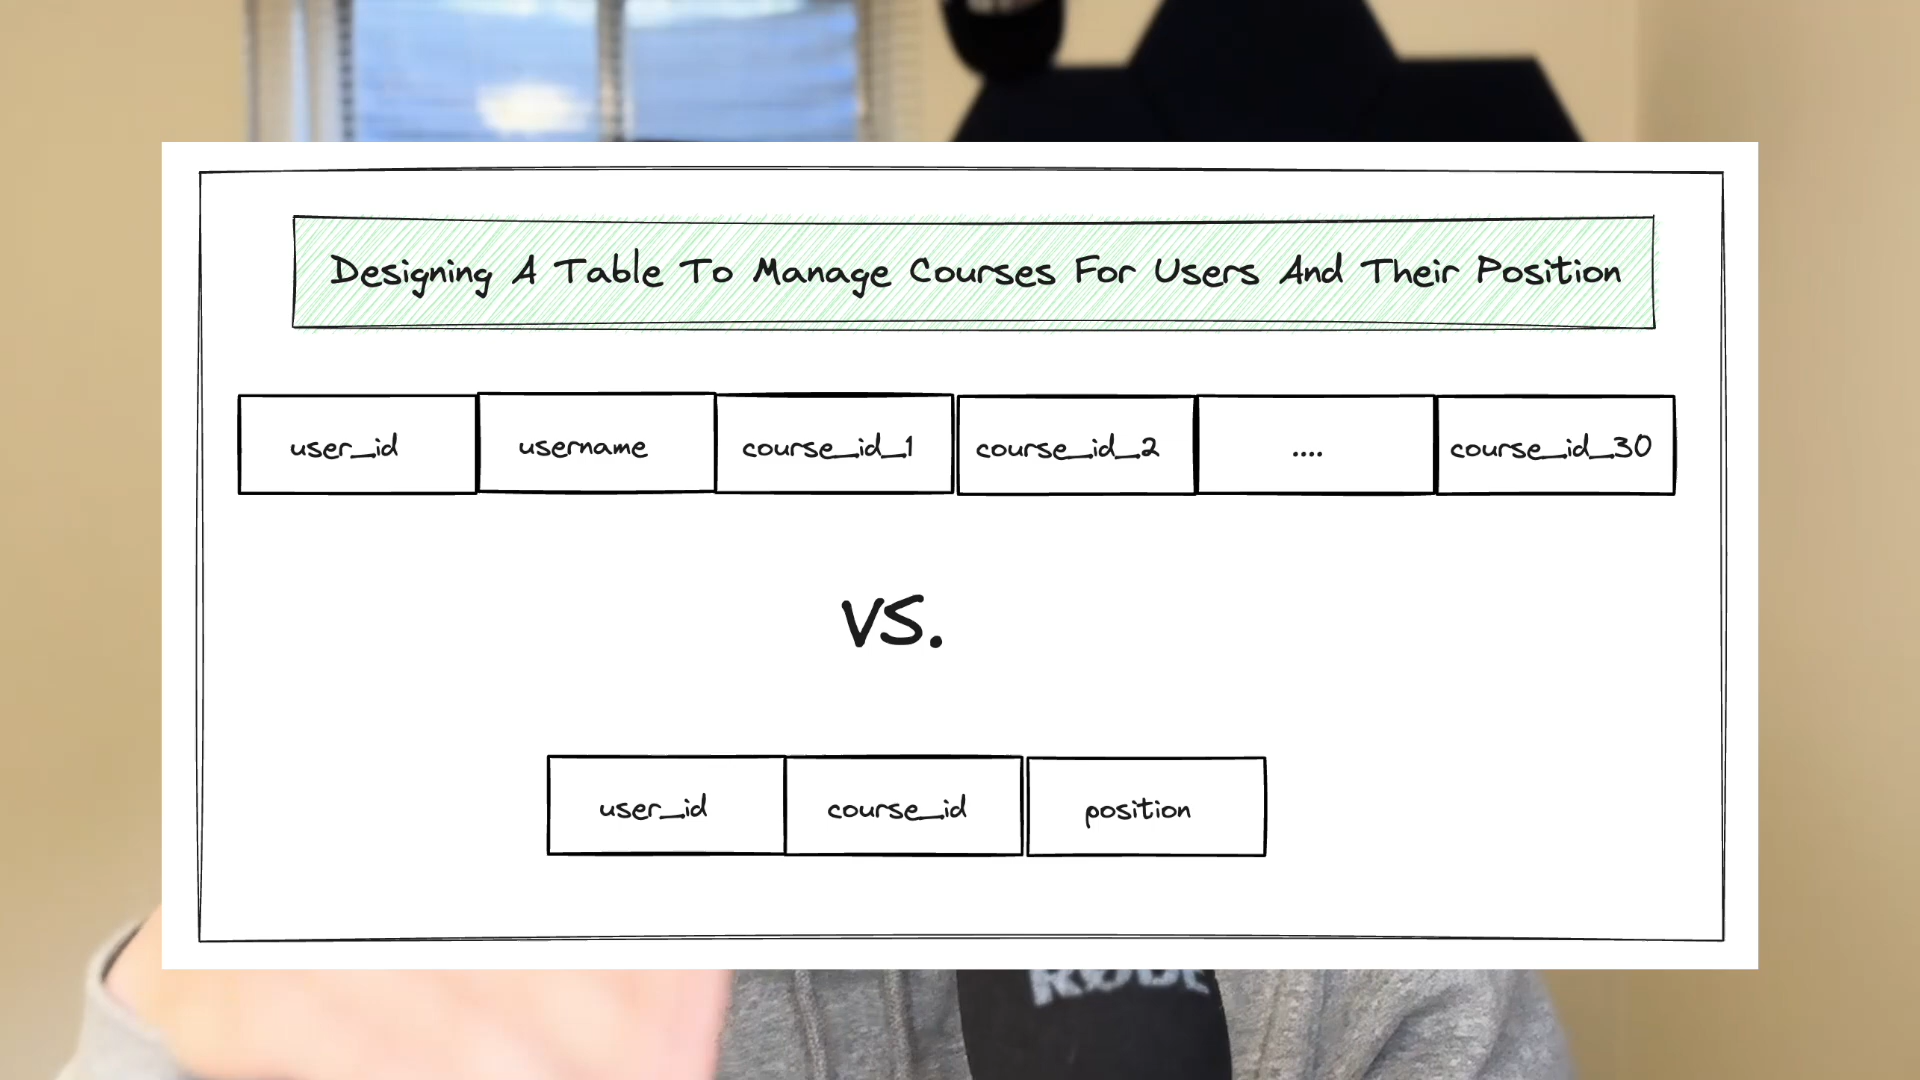 Designing A Table To Manage Courses For Users And Their Position
user_id username course_id_1 course_id_2 .... course_id_30
vs.
user_id course_id position
RØDE